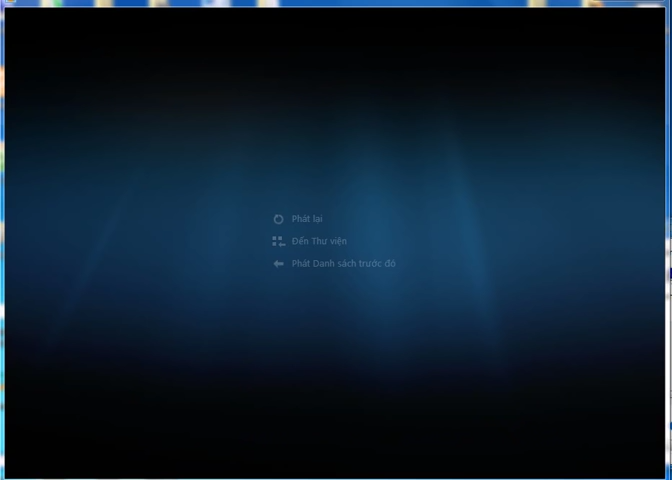 Phát lại
Đến Thư viện
Phát Danh sách trước đó